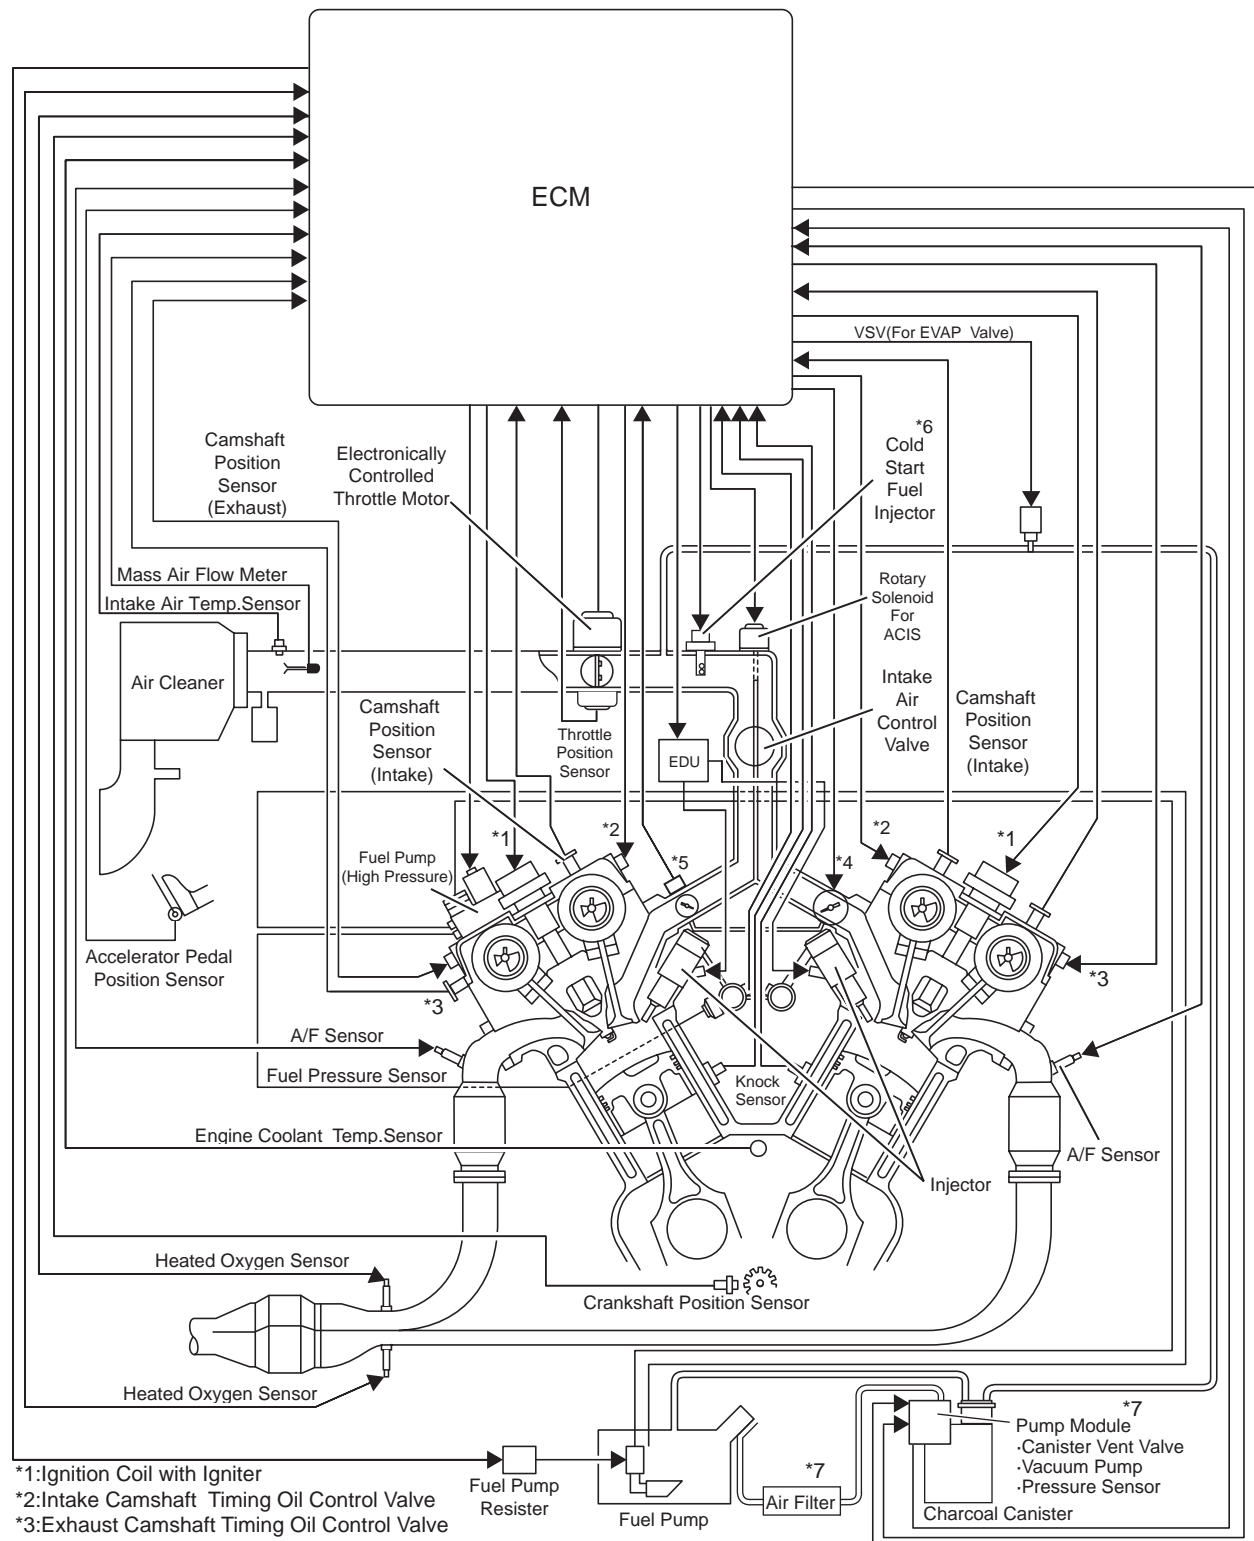 ECM
VSV(For EVAP Valve)
*6
Cold
Start
Fuel
Injector
Camshaft
Position
Sensor
(Exhaust)
Electronically
Controlled
Throttle Motor
Mass Air Flow Meter
Intake Air Temp.Sensor
Rotary
Solenoid
For
ACIS
Air Cleaner
Intake
Air
Control
Valve
Camshaft
Position
Sensor
(Intake)
Camshaft
Position
Sensor
(Intake)
Throttle
Position
Sensor
EDU
*1
*2
*5
*4
*2
*1
Fuel Pump
(High Pressure)
Accelerator Pedal
Position Sensor
*3
*3
A/F Sensor
Fuel Pressure Sensor
Knock
Sensor
Engine Coolant Temp.Sensor
A/F Sensor
Injector
Heated Oxygen Sensor
Crankshaft Position Sensor
Heated Oxygen Sensor
*7
Pump Module
·Canister Vent Valve
·Vacuum Pump
·Pressure Sensor
*7
Air Filter
Charcoal Canister
Fuel Pump
Resister
Fuel Pump
*1:Ignition Coil with Igniter
*2:Intake Camshaft Timing Oil Control Valve
*3:Exhaust Camshaft Timing Oil Control Valve